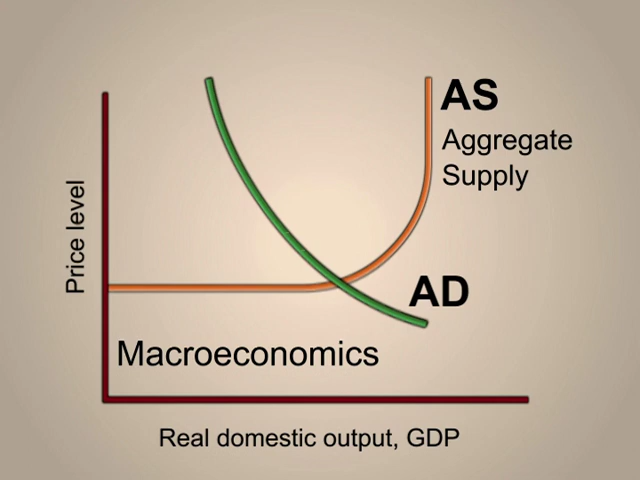 AS
Aggregate
Supply
Price level
AD
Macroeconomics
Real domestic output, GDP